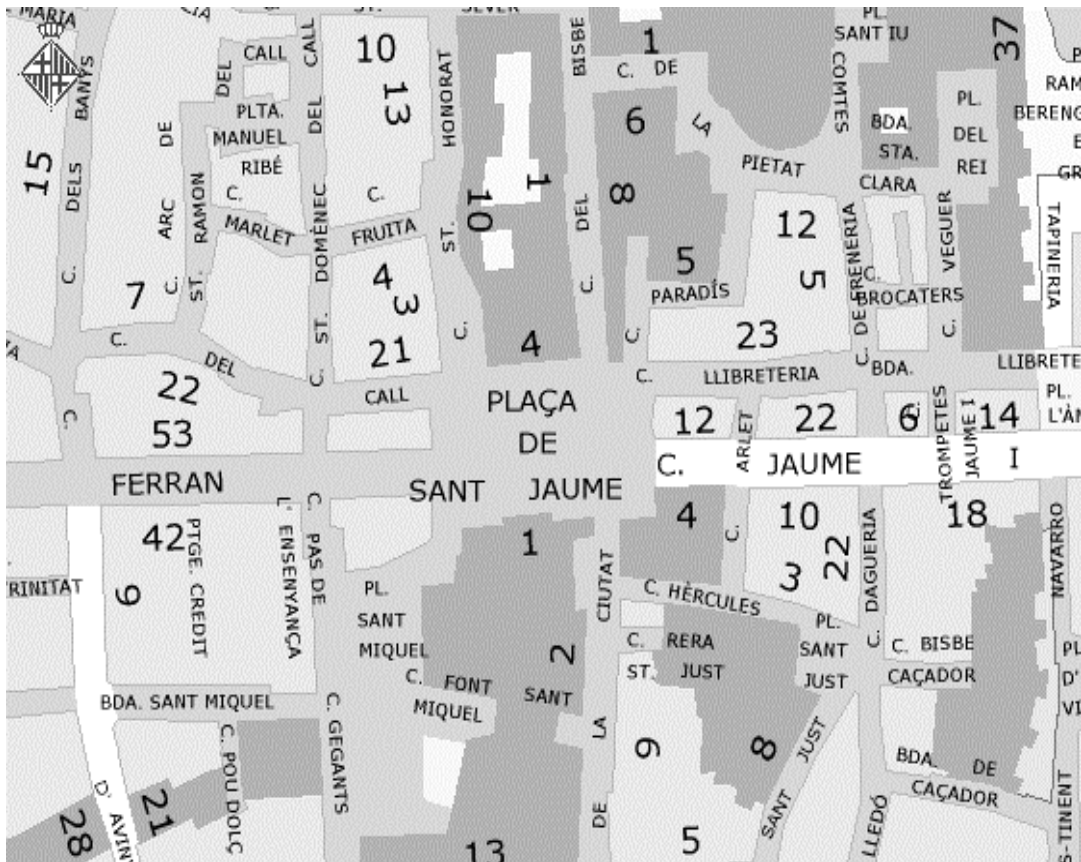 MARIA
ST.
SEVER
C. DELS BANYS
15
CALL
DEL
C. ST. DOMÈNEC DEL CALL
10
13
PLTA.
MANUEL
RIBÉ
C. ARC DE
ST. RAMON
C.
MARLET
C.
FRUITA
7
C.
DEL
CALL
4
3
21
22
53
C. ST. HONORAT
10
1
4
C. DEL BISBE
1
C. DE
LA
PIETAT
6
8
5
PL.
SANT IU
COMTES
BDA.
STA.
CLARA
PL.
DEL
REI
37
TAPINERIA
C. VEGUER
C. DE FRENERIA
C.
BROCATERS
12
5
23
C.
PARADÍS
C.
LLIBRETERIA
BDA.
PLAÇA
DE
SANT JAUME
FERRAN
C. JAUME I
12
ARLET
C.
22
6
C.
TROMPETES
JAUME I
14
PL.
18
4
10
3
22
C. DAGUERIA
NAVARRO
42
9
PTGE. CREDIT
L' ENSENYANÇA
C. PAS DE
RINITAT
1
2
PL.
SANT
MIQUEL
C. FONT
SANT
MIQUEL
DE LA CIUTAT
C. HÈRCULES
C. RERA
ST. JUST
PL.
SANT
JUST
C. BISBE
CAÇADOR
BDA. DE
CAÇADOR
BDA. SANT MIQUEL
C. POU DOLÇ
C. GEGANTS
28
21
13
9
8
5
SANT JUST
LLEDÓ